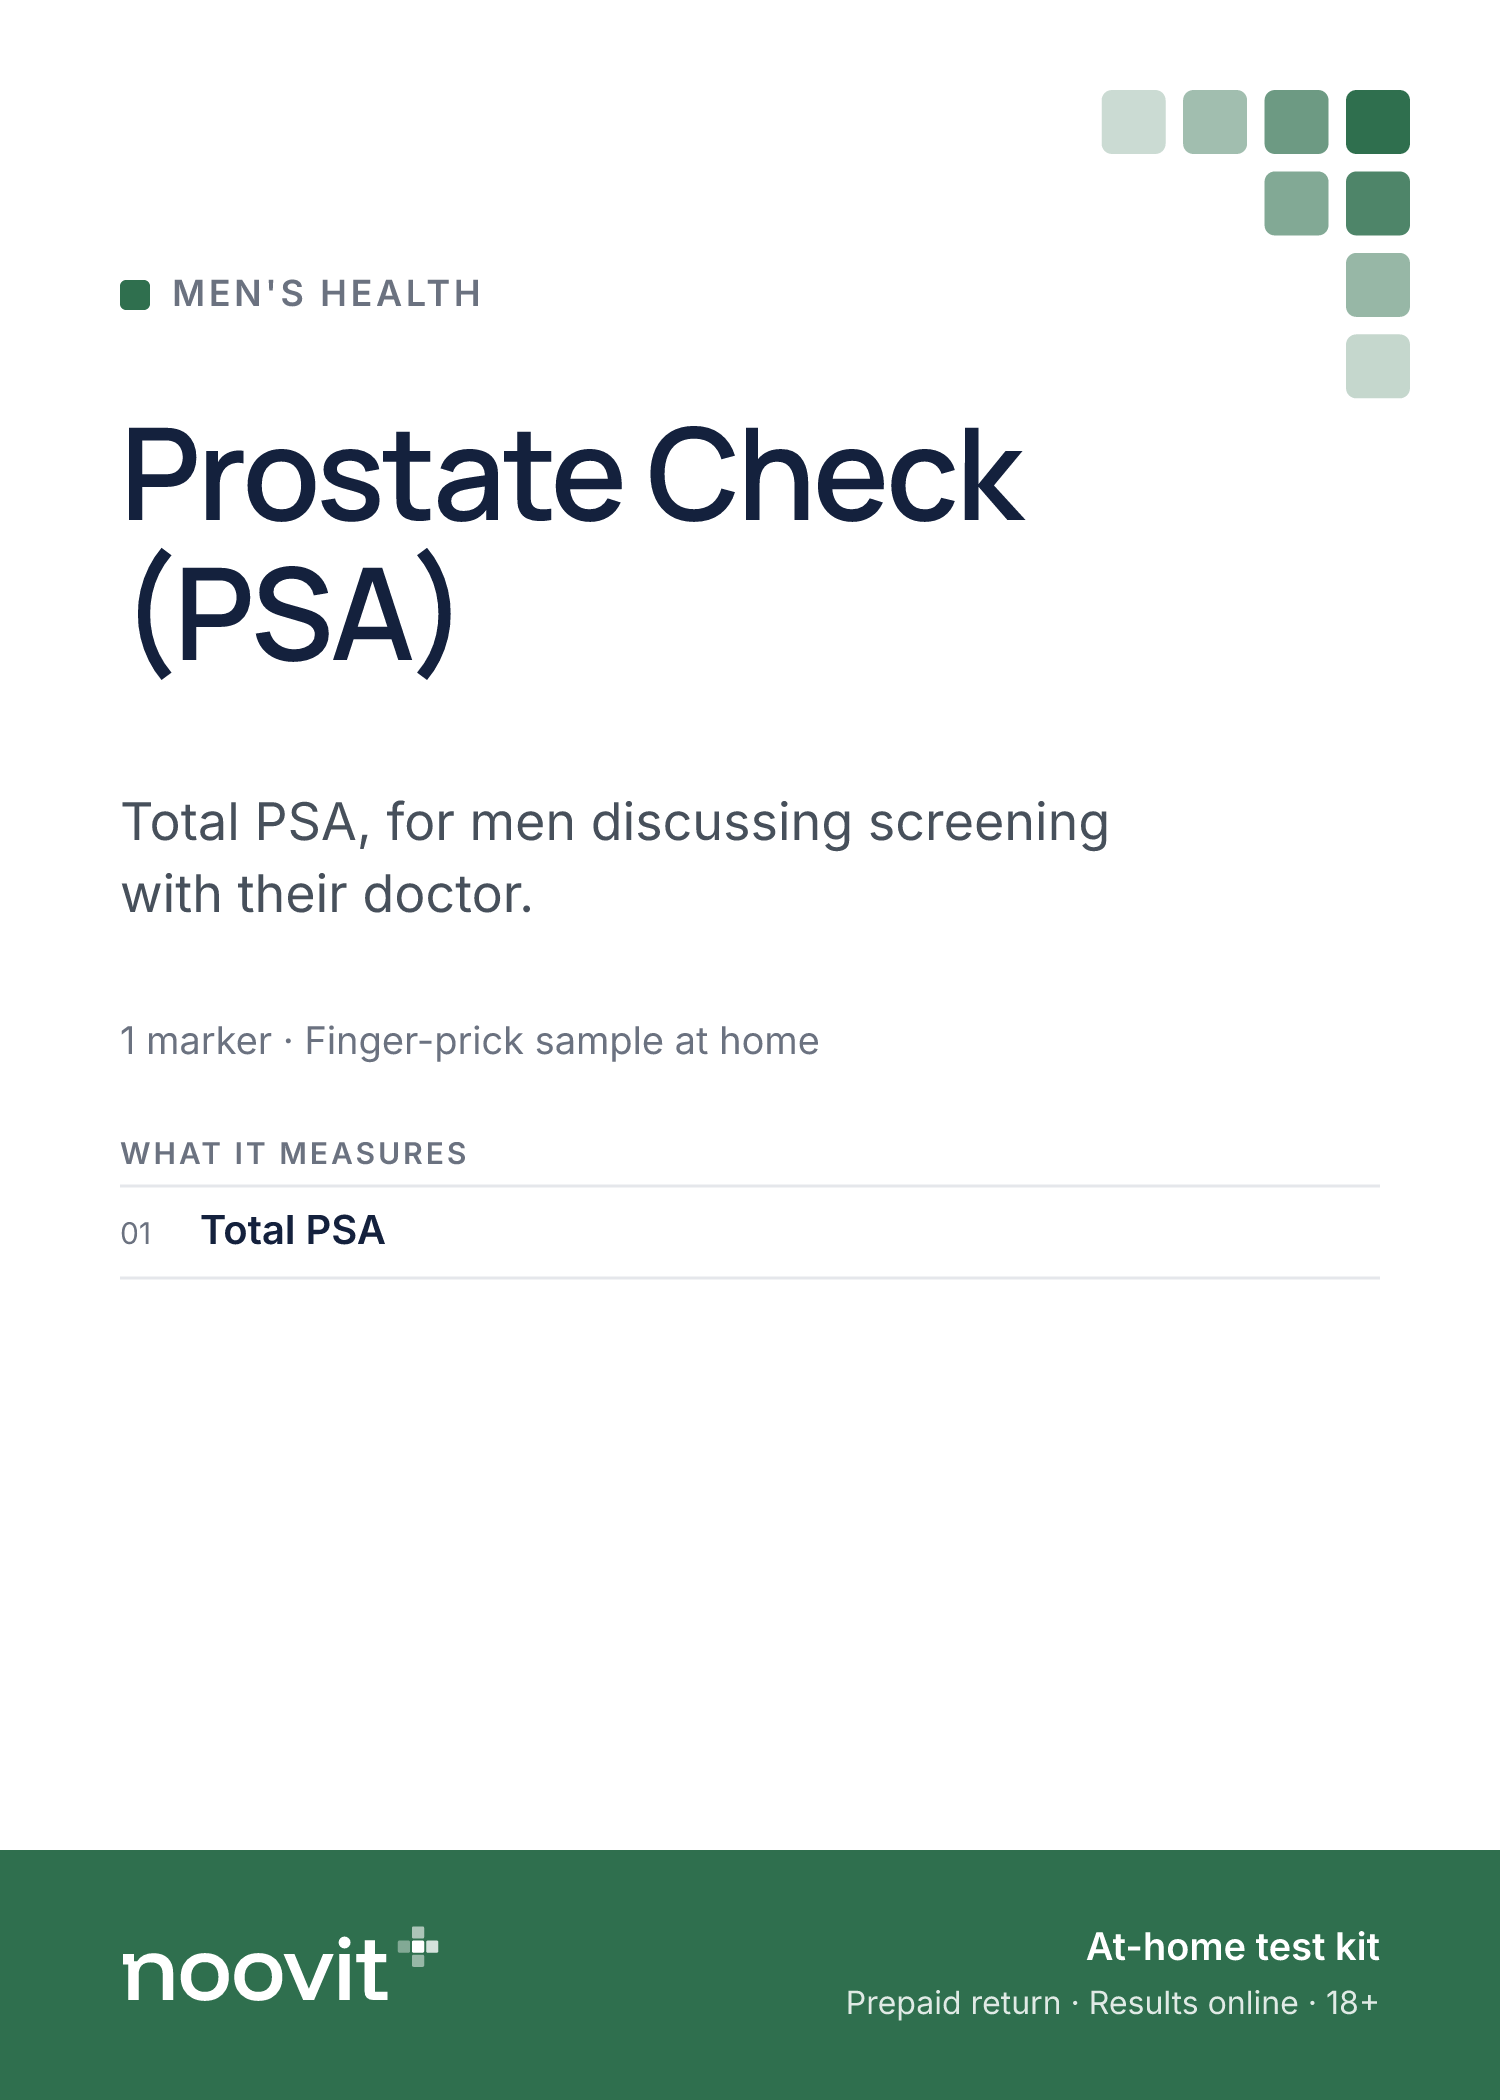 MEN'S HEALTH
Prostate Check
(PSA)
Total PSA, for men discussing screening
with their doctor.
1 marker · Finger-prick sample at home
WHAT IT MEASURES
01 Total PSA
noovit
At-home test kit
Prepaid return · Results online · 18+